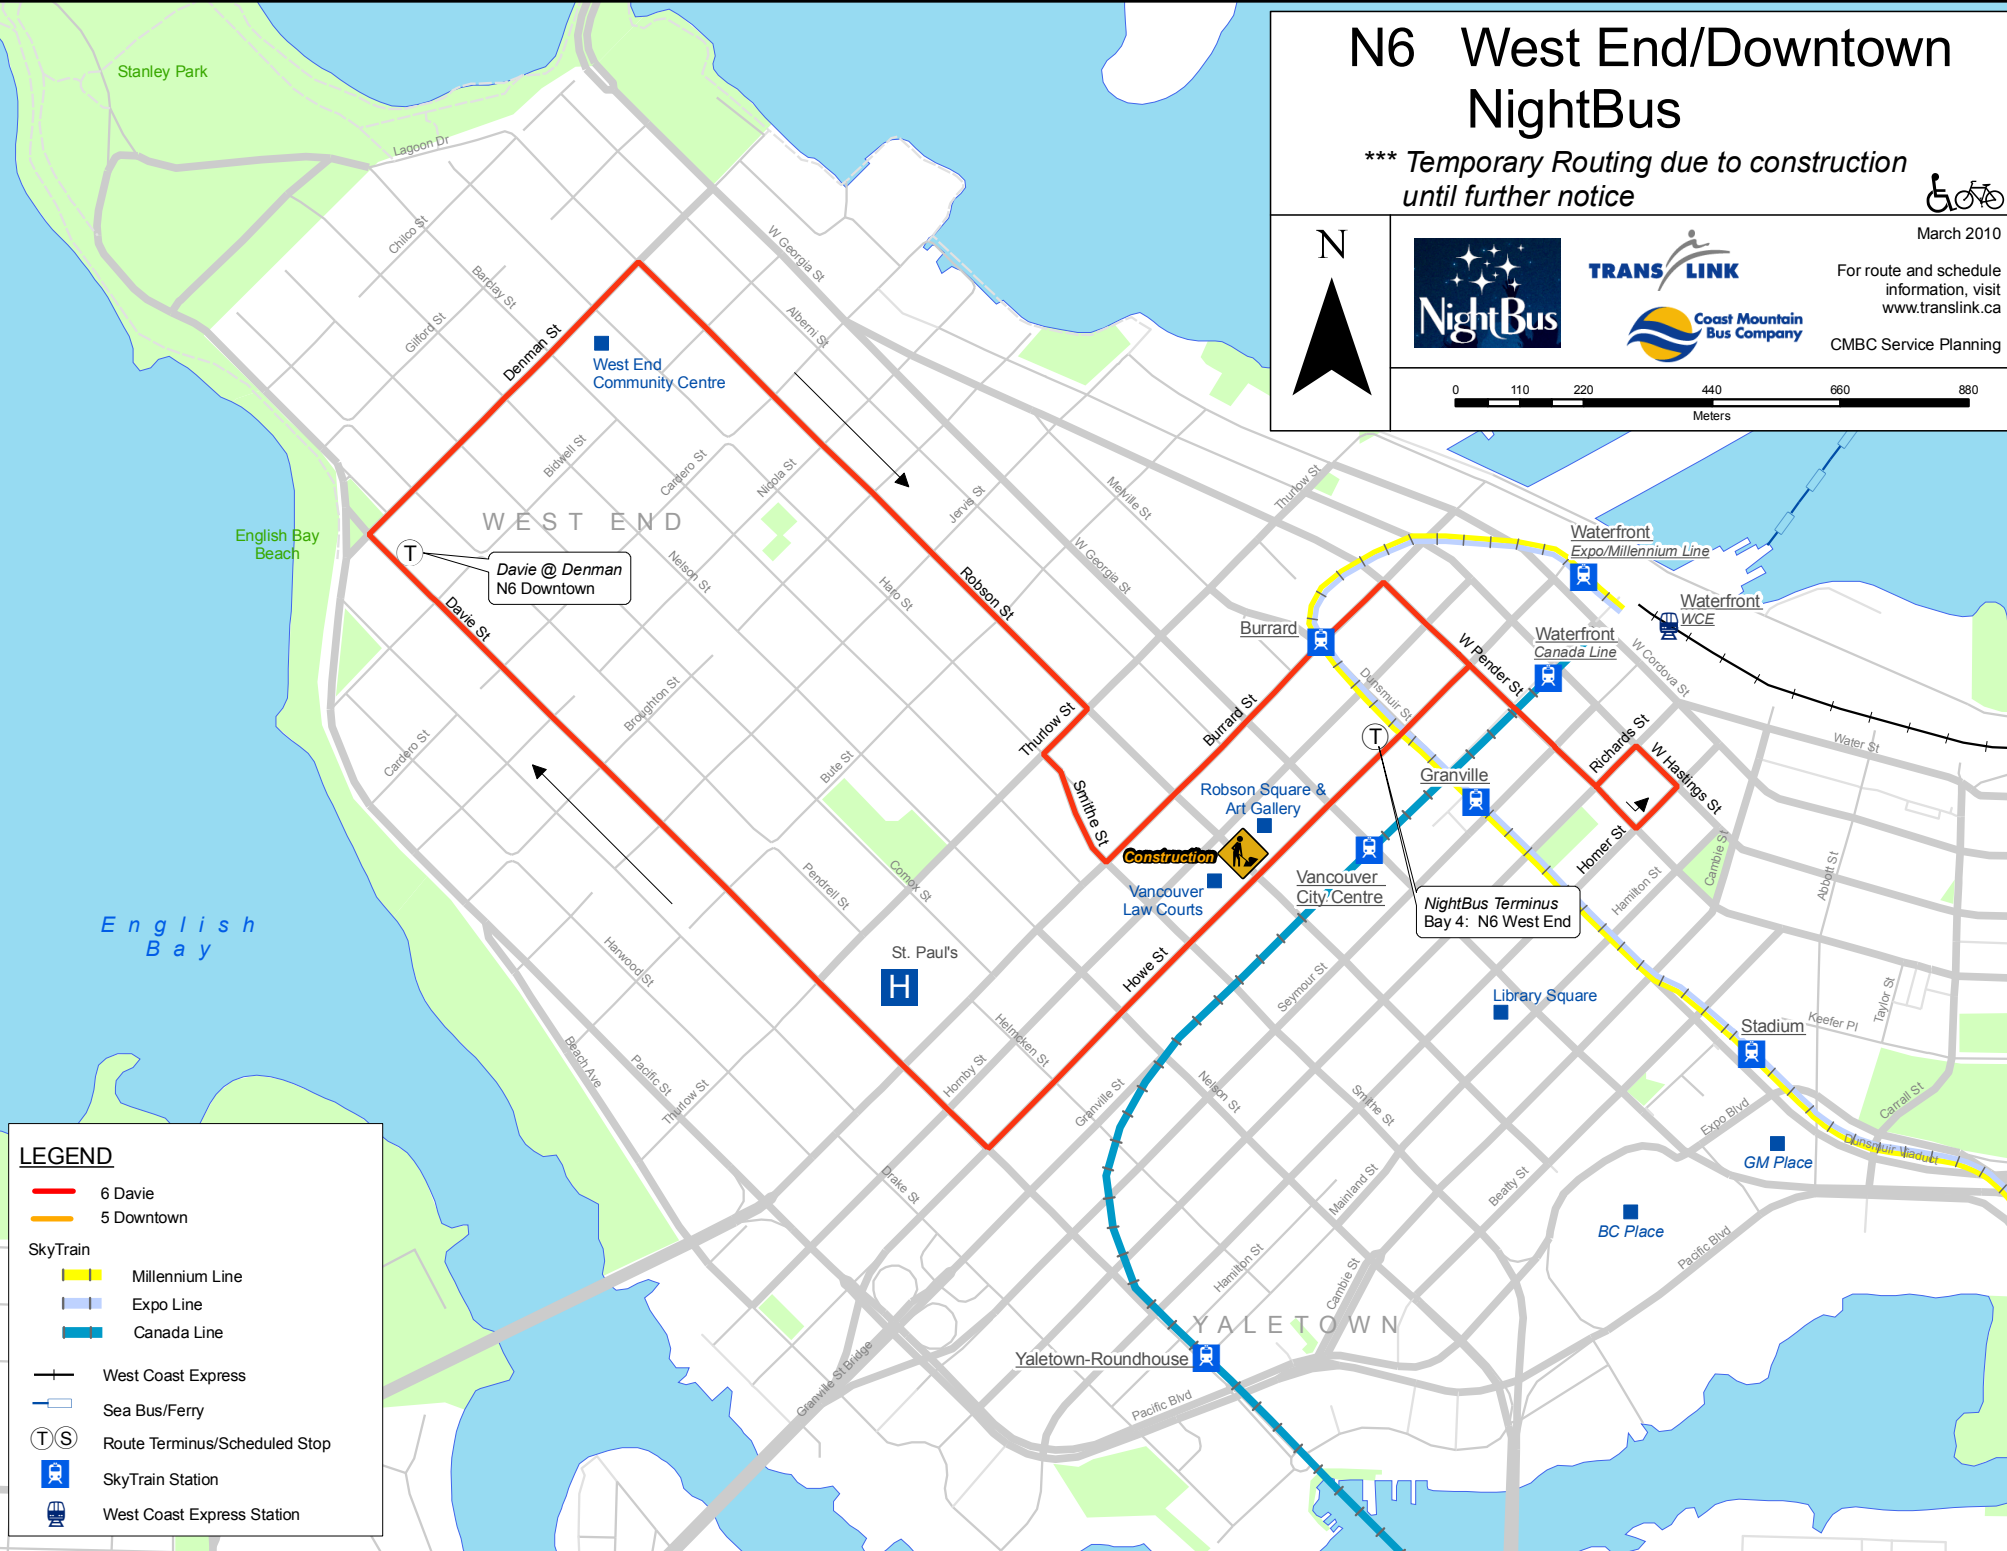 N6 West End/Downtown
NightBus
*** Temporary Routing due to construction
until further notice
N
NightBus
TRANS LINK
Coast Mountain
Bus Company
March 2010
For route and schedule
information, visit
www.translink.ca
CMBC Service Planning
0 110 220 440 660 880
Meters
Stanley Park
Lagoon Dr
Chilco St
Barclay St
Gilford St
Denman St
W Georgia St
Alberni St
West End
Community Centre
Bidwell St
Cardero St
Nicola St
Jervis St
Melville St
Thurlow St
WEST END
English Bay
Beach
T
Davie @ Denman
N6 Downtown
Davie St
Nelson St
Haro St
Robson St
W Georgia St
Waterfront
Expo/Millennium Line
Waterfront
WCE
Waterfront
Canada Line
Burrard
W Pender St
W Cordova St
Dunsmuir St
Burrard St
Thurlow St
Smithe St
Broughton St
Cardero St
Bute St
T
Richards St
W Hastings St
Water St
Granville
Robson Square &
Art Gallery
Construction
Homer St
Cambie St
Abbott St
Hamilton St
Vancouver
Law Courts
Vancouver
City Centre
NightBus Terminus
Bay 4: N6 West End
Pendrell St
Comox St
English
Bay
Harwood St
St. Paul's
H
Howe St
Seymour St
Library Square
Taylor St
Keefer Pl
Stadium
Helmcken St
Hornby St
Beach Ave
Pacific St
Thurlow St
Granville St
Nelson St
Smithe St
Expo Blvd
Carrall St
Dunsmuir Viaduct
GM Place
Drake St
Mainland St
Beatty St
BC Place
Pacific Blvd
Hamilton St
Cambie St
YALETOWN
Yaletown-Roundhouse
Granville St Bridge
Pacific Blvd
LEGEND
6 Davie
5 Downtown
SkyTrain
Millennium Line
Expo Line
Canada Line
West Coast Express
Sea Bus/Ferry
T S Route Terminus/Scheduled Stop
SkyTrain Station
West Coast Express Station